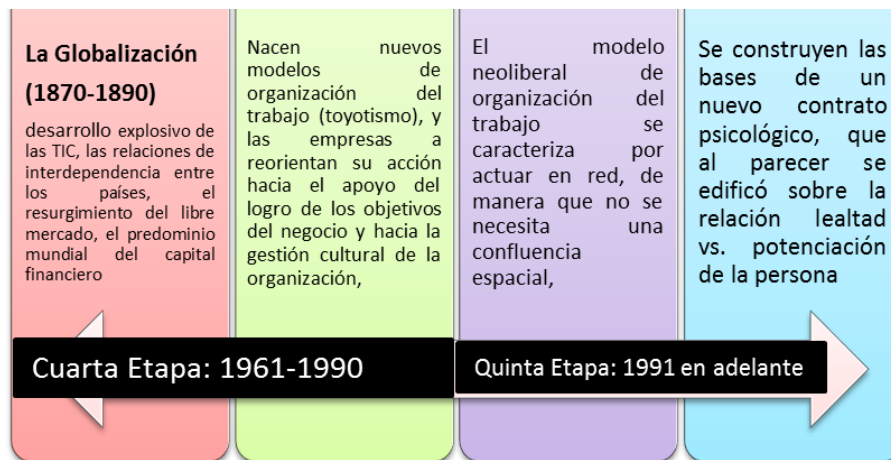 La Globalización
(1870-1890)
desarrollo explosivo de
las TIC, las relaciones de
interdependencia entre
los países, el
resurgimiento del libre
mercado, el predominio
mundial del capital
financiero
Nacen nuevos
modelos de
organización del
trabajo (toyotismo), y
las empresas a
reorientan su acción
hacia el apoyo del
logro de los objetivos
del negocio y hacia la
gestión cultural de la
organización,
El modelo
neoliberal de
organización del
trabajo se
caracteriza por
actuar en red, de
manera que no se
necesita una
confluencia
espacial,
Se construyen las
bases de un
nuevo contrato
psicológico, que
al parecer se
edificó sobre la
relación lealtad
vs. potenciación
de la persona
Cuarta Etapa: 1961-1990
Quinta Etapa: 1991 en adelante